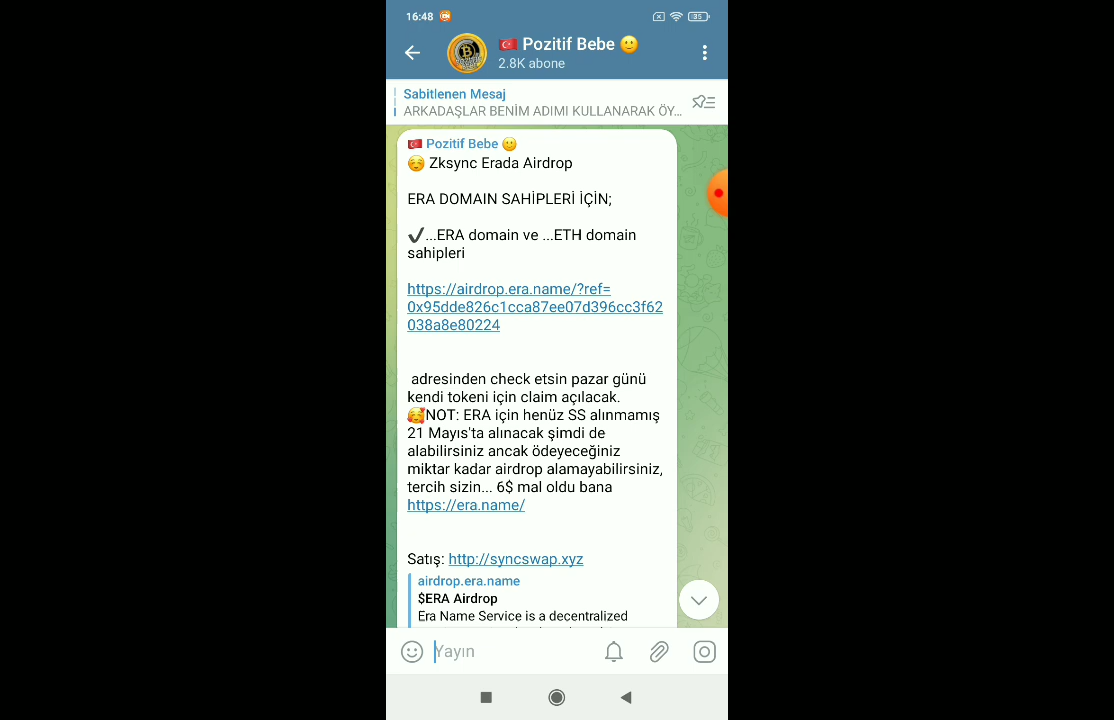 16:48
35
Pozitif Bebe
2.8K abone
Sabitlenen Mesaj
ARKADAŞLAR BENİM ADIMI KULLANARAK ÖY...
Pozitif Bebe
Zksync Erada Airdrop
ERA DOMAIN SAHİPLERİ İÇİN;
✔...ERA domain ve ...ETH domain
sahipleri
https://airdrop.era.name/?ref=
0x95dde826c1cca87ee07d396cc3f62
038a8e80224
adresinden check etsin pazar günü
kendi tokeni için claim açılacak.
NOT: ERA için henüz SS alınmamış
21 Mayıs'ta alınacak şimdi de
alabilirsiniz ancak ödeyeceğiniz
miktar kadar airdrop alamayabilirsiniz,
tercih sizin... 6$ mal oldu bana
https://era.name/
Satış: http://syncswap.xyz
airdrop.era.name
$ERA Airdrop
Era Name Service is a decentralized
Yayın